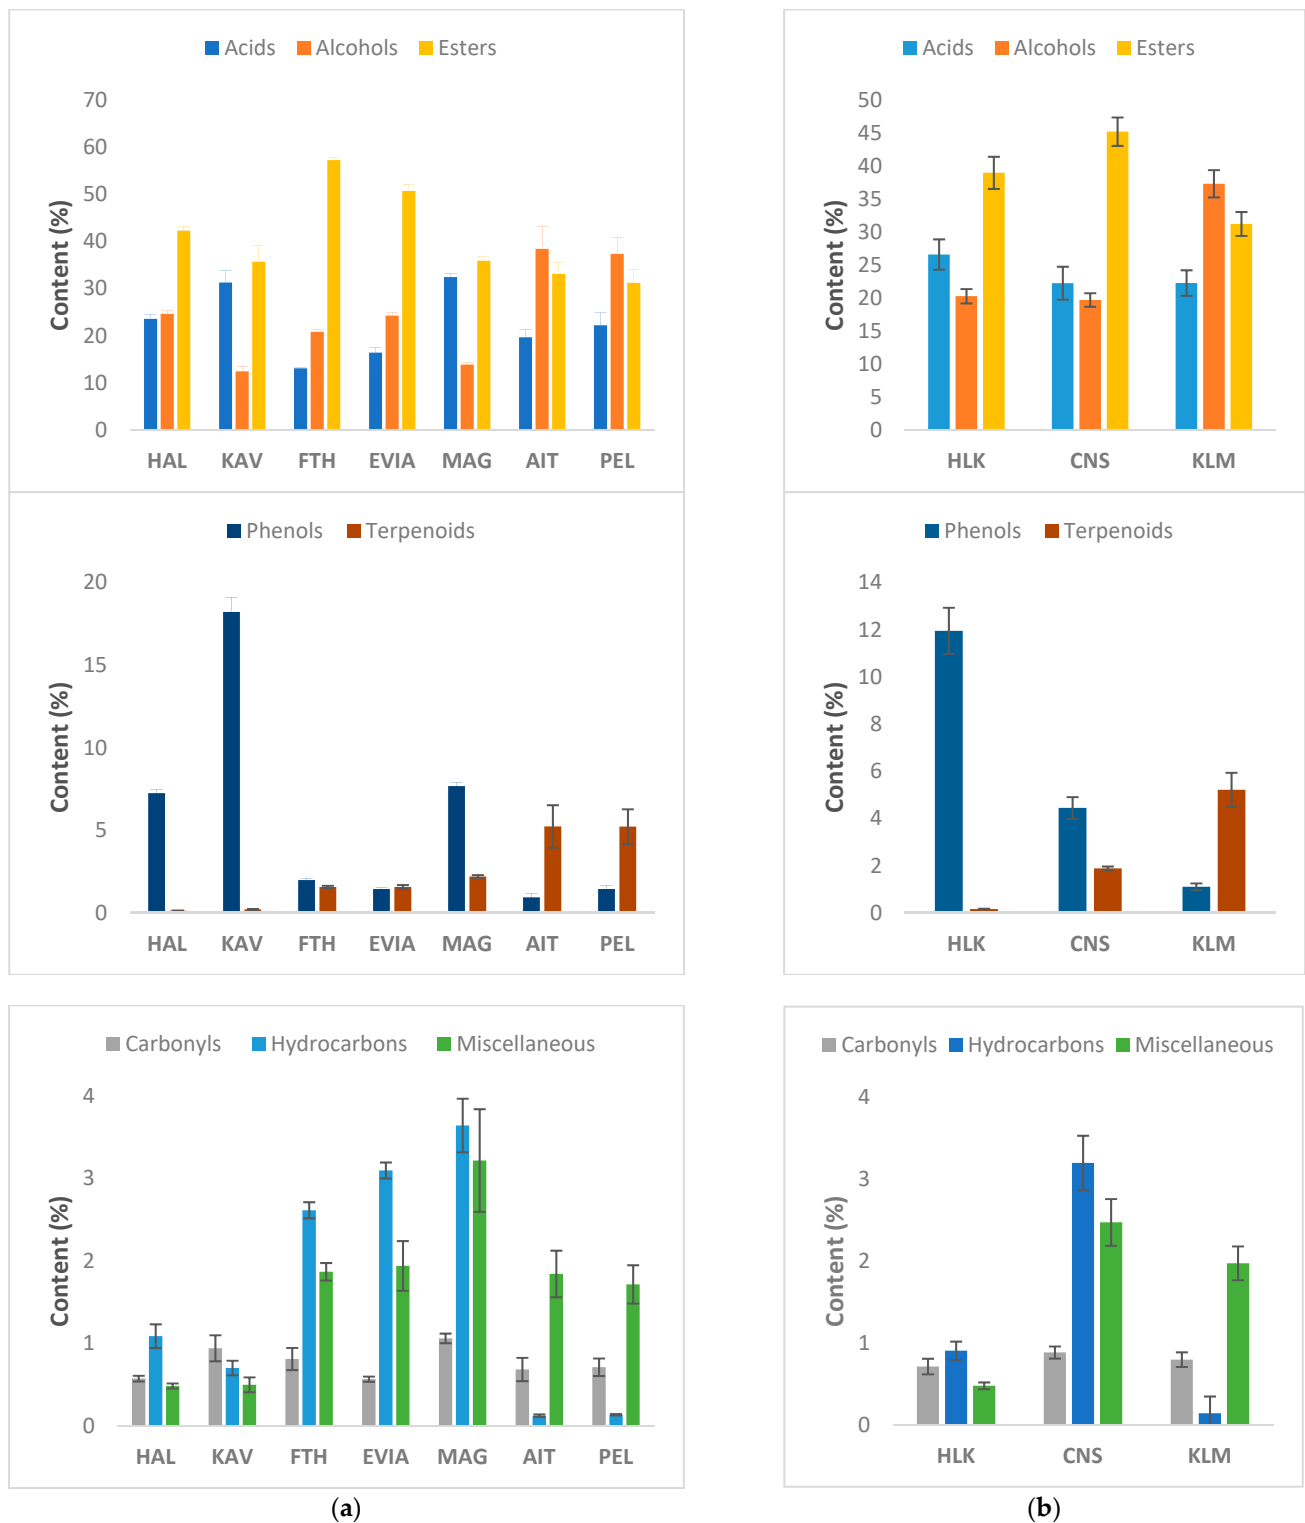 Acids Alcohols Esters
70
60
50
40
30
20
10
0
Content (%)
HAL KAV FTH EVIA MAG AIT PEL
Acids Alcohols Esters
50
45
40
35
30
25
20
15
10
5
0
Content (%)
HLK CNS KLM
Phenols Terpenoids
20
15
10
5
0
Content (%)
HAL KAV FTH EVIA MAG AIT PEL
Phenols Terpenoids
14
12
10
8
6
4
2
0
Content (%)
HLK CNS KLM
Carbonyls Hydrocarbons Miscellaneous
4
3
2
1
0
Content (%)
HAL KAV FTH EVIA MAG AIT PEL
Carbonyls Hydrocarbons Miscellaneous
4
3
2
1
0
Content (%)
HLK CNS KLM
(a)
(b)